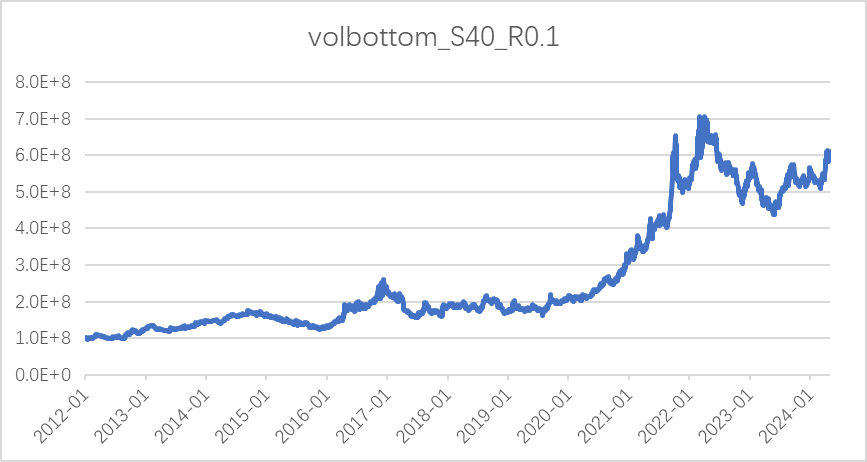 volbottom_S40_R0.1
8.0E+8
7.0E+8
6.0E+8
5.0E+8
4.0E+8
3.0E+8
2.0E+8
1.0E+8
0.0E+0
2012-01
2013-01
2014-01
2015-01
2016-01
2017-01
2018-01
2019-01
2020-01
2021-01
2022-01
2023-01
2024-01